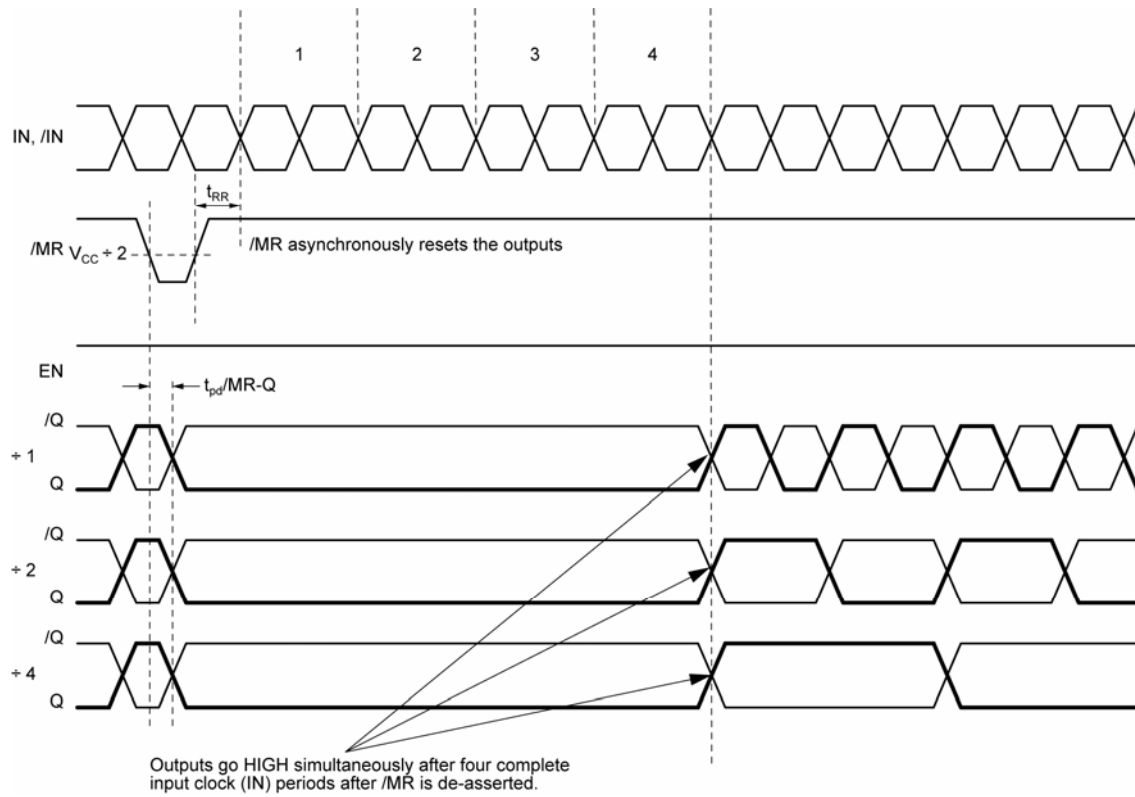 1 2 3 4
IN, /IN
tRR
/MR VCC ÷ 2
/MR asynchronously resets the outputs
EN
tpd/MR-Q
/Q
÷ 1
Q
/Q
÷ 2
Q
/Q
÷ 4
Q
Outputs go HIGH simultaneously after four complete
input clock (IN) periods after /MR is de-asserted.